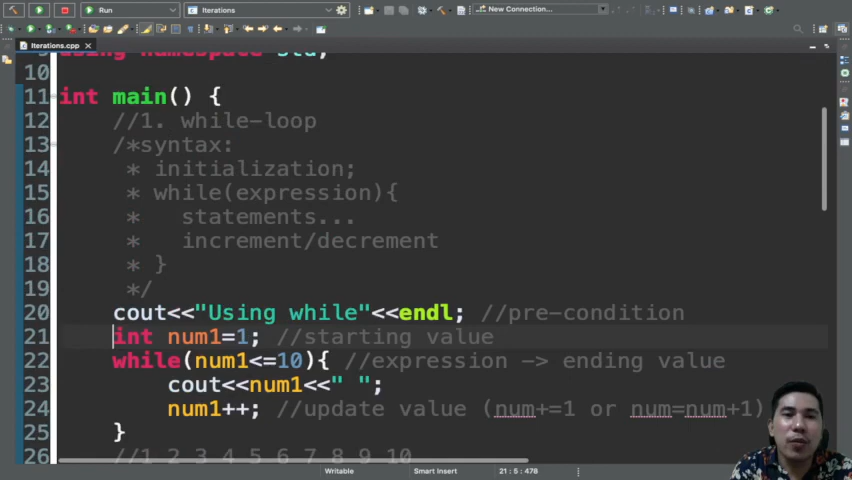 Run
Iterations
New Connection...
Iterations.cpp
9 using namespace std;
10
11 int main() {
12 //1. while-loop
13 /*syntax:
14 * initialization;
15 * while(expression){
16 * statements...
17 * increment/decrement
18 * }
19 */
20 cout<<"Using while"<<endl; //pre-condition
21 int num1=1; //starting value
22 while(num1<=10){ //expression -> ending value
23 cout<<num1<<" ";
24 num1++; //update value (num+=1 or num=num+1)
25 }
26 //1 2 3 4 5 6 7 8 9 10
Writable Smart Insert 21 : 5 : 478